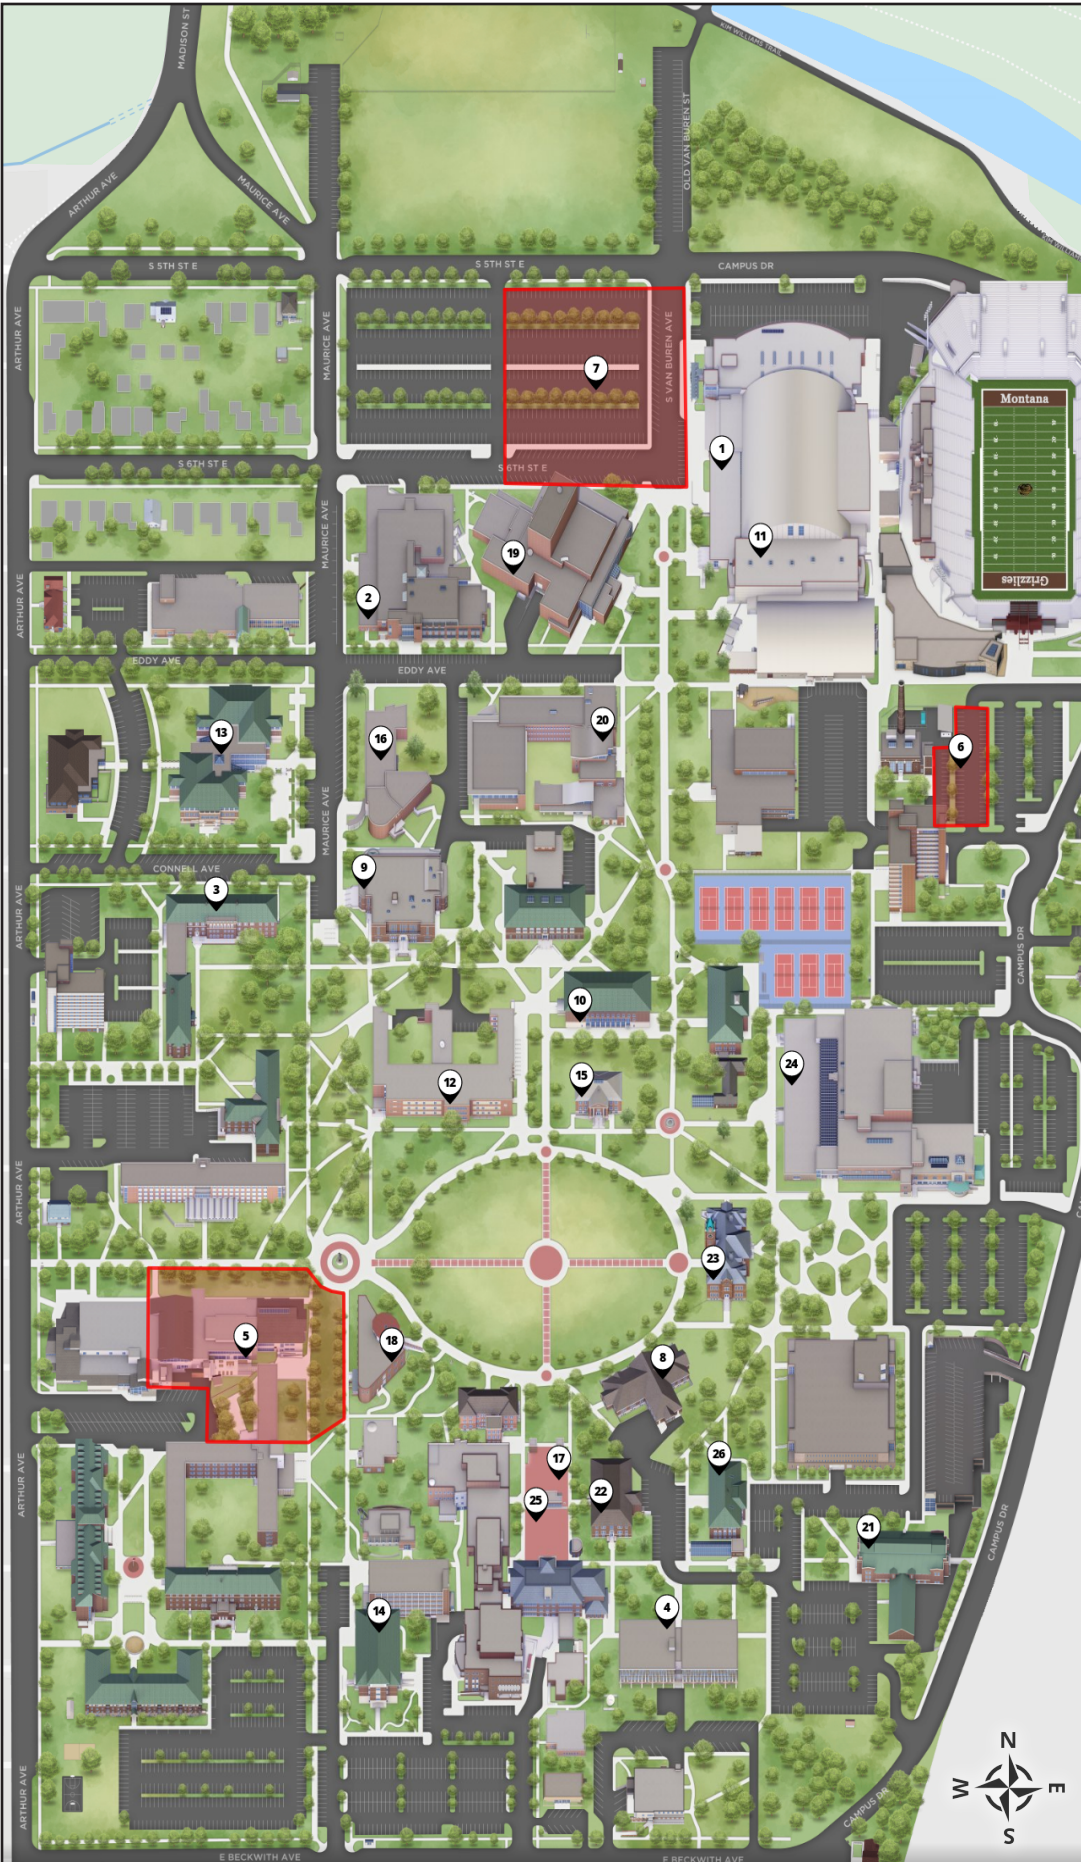 MADISON ST
KIM WILLIAMS TRAIL
OLD VAN BUREN ST
ARTHUR AVE
MAURICE AVE
KIM WILLIAMS
S 5TH ST E
S 5TH ST E
CAMPUS DR
ARTHUR AVE
MAURICE AVE
S VAN BUREN AVE
7
Montana
1
S 6TH ST E
S 6TH ST E
MAURICE AVE
11
19
Grizzlies
ARTHUR AVE
2
EDDY AVE
EDDY AVE
13
16
20
6
MAURICE AVE
9
CONNELL AVE
3
ARTHUR AVE
CAMPUS DR
10
24
12
15
ARTHUR AVE
23
5
18
8
17
26
22
25
ARTHUR AVE
21
CAMPUS DR
4
14
N
W
E
S
ARTHUR AVE
CAMPUS DR
E BECKWITH AVE
E BECKWITH AVE